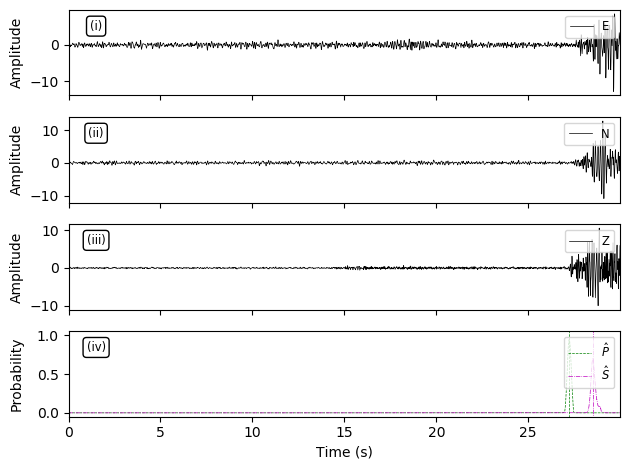 (i)
E
Amplitude
0
−10
(ii)
N
Amplitude
10
0
−10
(iii)
Z
Amplitude
10
0
−10
(iv)
P̂
Ŝ
Probability
1.0
0.5
0.0
0 5 10 15 20 25
Time (s)